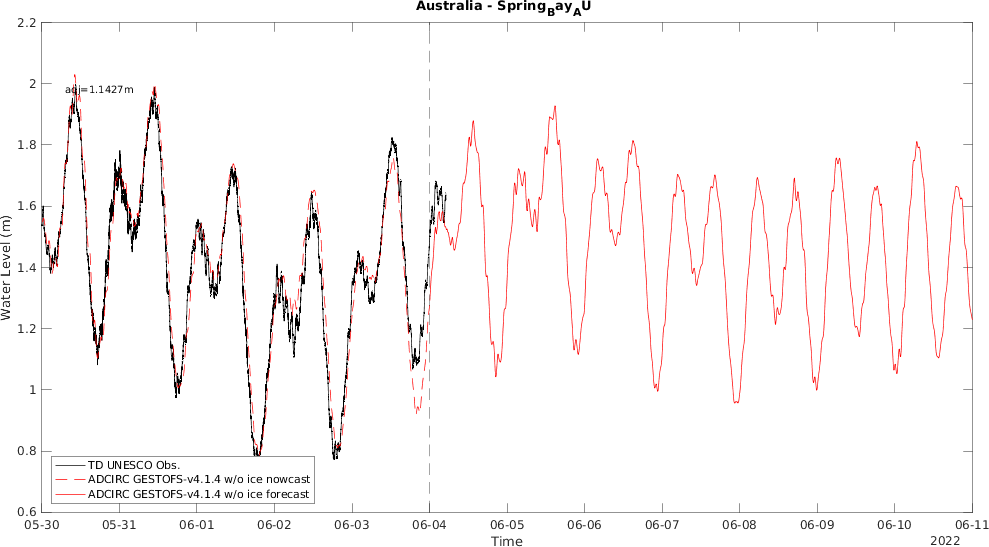 Australia - SpringBayAU
2.2
2
adj=1.1427m
1.8
1.6
1.4
1.2
1
0.8
0.6
Water Level (m)
TD UNESCO Obs.
ADCIRC GESTOFS-v4.1.4 w/o ice nowcast
ADCIRC GESTOFS-v4.1.4 w/o ice forecast
05-30 05-31 06-01 06-02 06-03 06-04 06-05 06-06 06-07 06-08 06-09 06-10 06-11
Time
2022